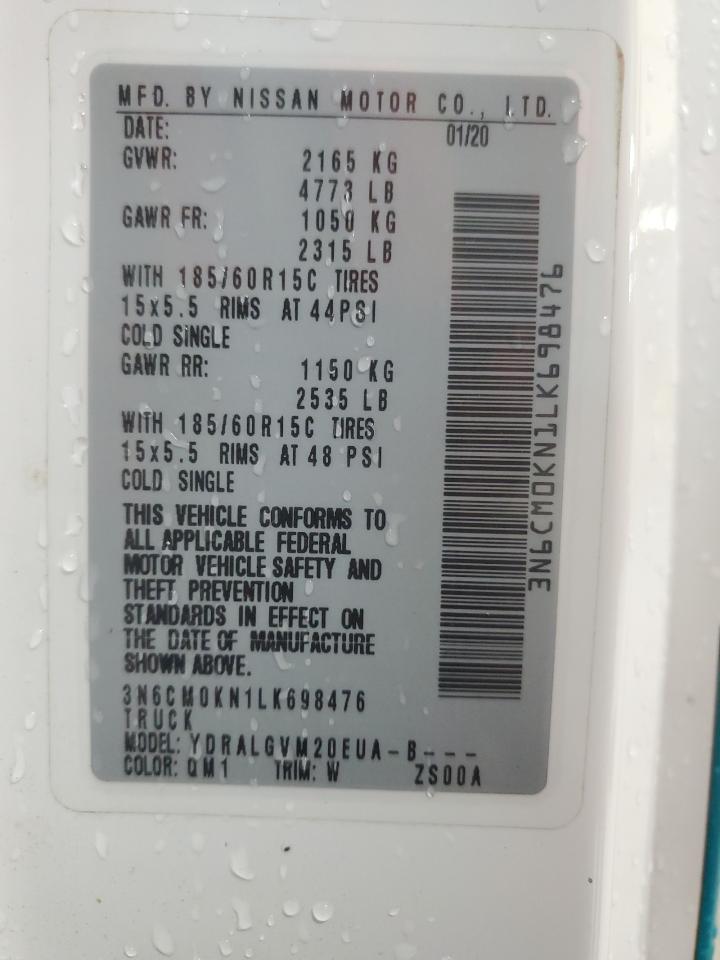 MFD. BY NISSAN MOTOR CO., LTD.
DATE: 01/20
GVWR: 2165 KG
4773 LB
GAWR FR: 1050 KG
2315 LB
WITH 185/60R15C TIRES
15x5.5 RIMS AT 44PSI
COLD SINGLE
GAWR RR: 1150 KG
2535 LB
WITH 185/60R15C TIRES
15x5.5 RIMS AT 48 PSI
COLD SINGLE
THIS VEHICLE CONFORMS TO
ALL APPLICABLE FEDERAL
MOTOR VEHICLE SAFETY AND
THEFT PREVENTION
STANDARDS IN EFFECT ON
THE DATE OF MANUFACTURE
SHOWN ABOVE.
3N6CM0KN1LK698476
TRUCK
MODEL: YDRALGVM20EUA-B---
COLOR: QM1 TRIM: W ZS00A
3N6CM0KN1LK698476